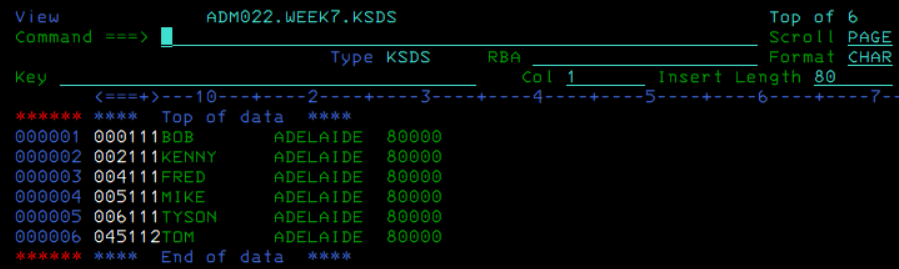 View ADM022.WEEK7.KSDS Top of 6
Command ===> Scroll PAGE
Type KSDS RBA Format CHAR
Key Col 1 Insert Length 80
<===+>---10---+----2----+----3----+----4----+----5----+----6----+----7--
****** **** Top of data ****
000001 000111BOB ADELAIDE 80000
000002 002111KENNY ADELAIDE 80000
000003 004111FRED ADELAIDE 80000
000004 005111MIKE ADELAIDE 80000
000005 006111TYSON ADELAIDE 80000
000006 045112TOM ADELAIDE 80000
****** **** End of data ****